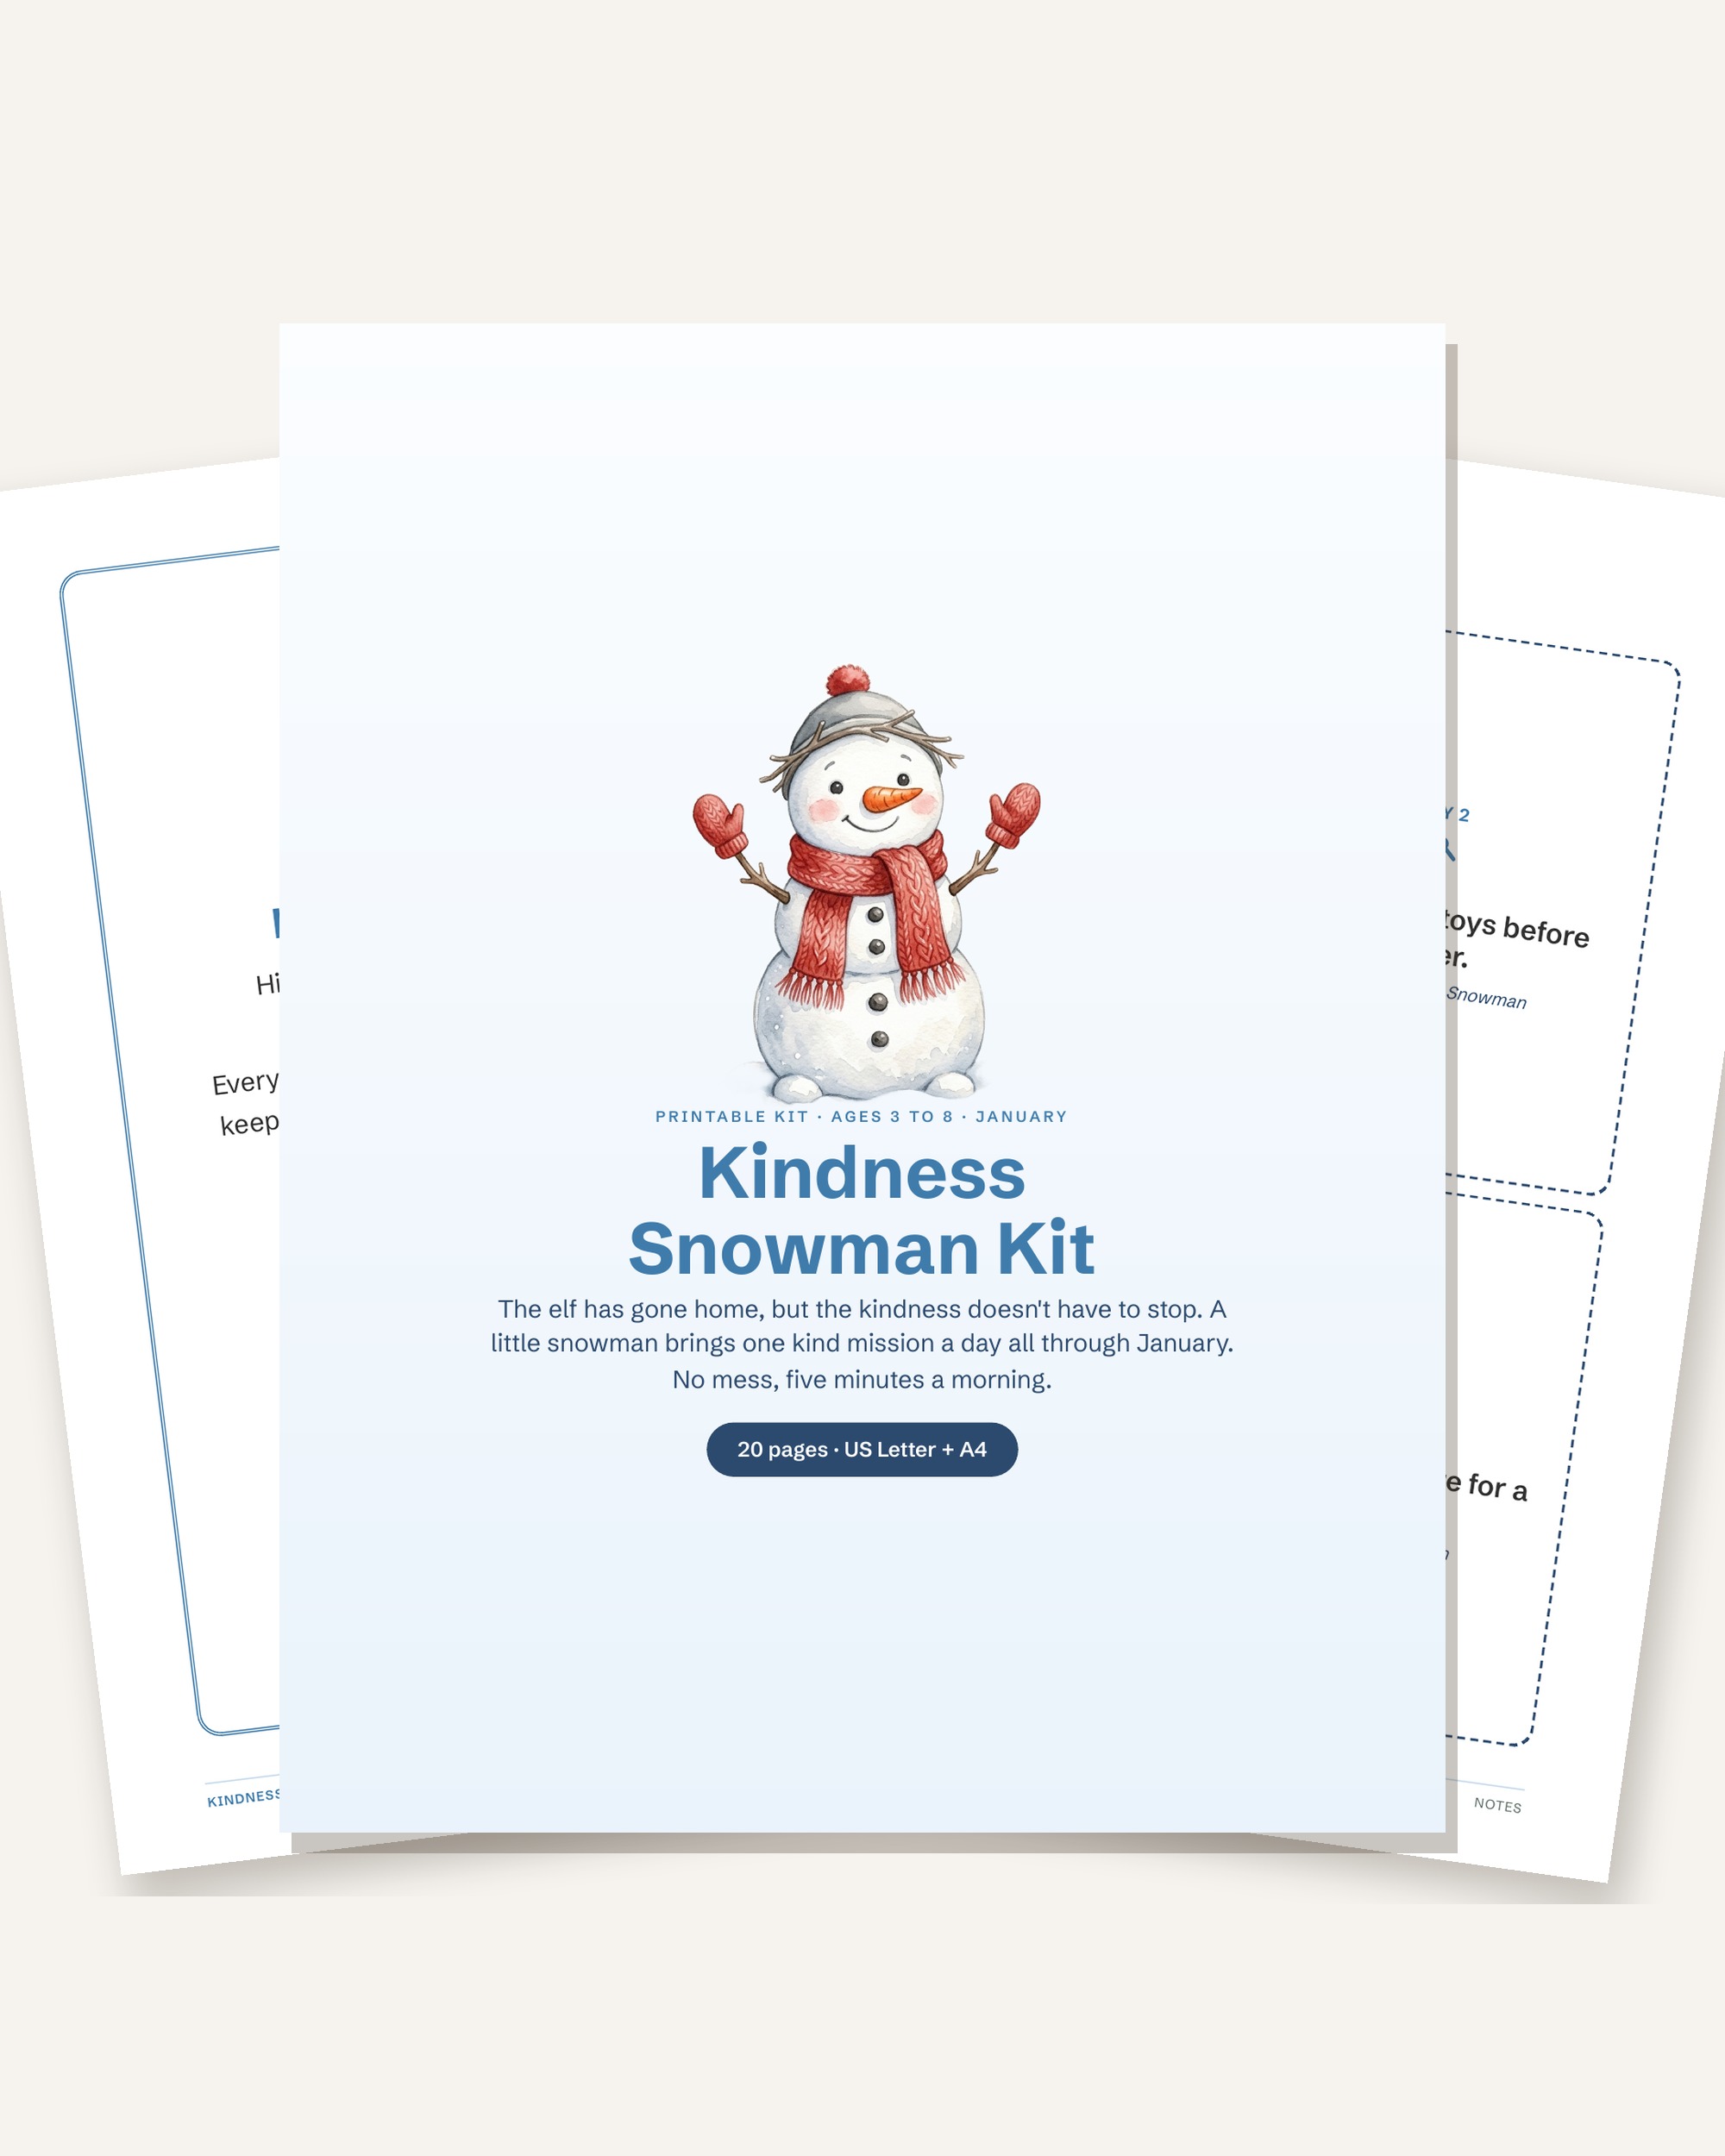 Hi
Every
keep
KINDNESS
PRINTABLE KIT · AGES 3 TO 8 · JANUARY
Kindness
Snowman Kit
The elf has gone home, but the kindness doesn't have to stop. A
little snowman brings one kind mission a day all through January.
No mess, five minutes a morning.
20 pages · US Letter + A4
2
toys before
Snowman
for a
NOTES